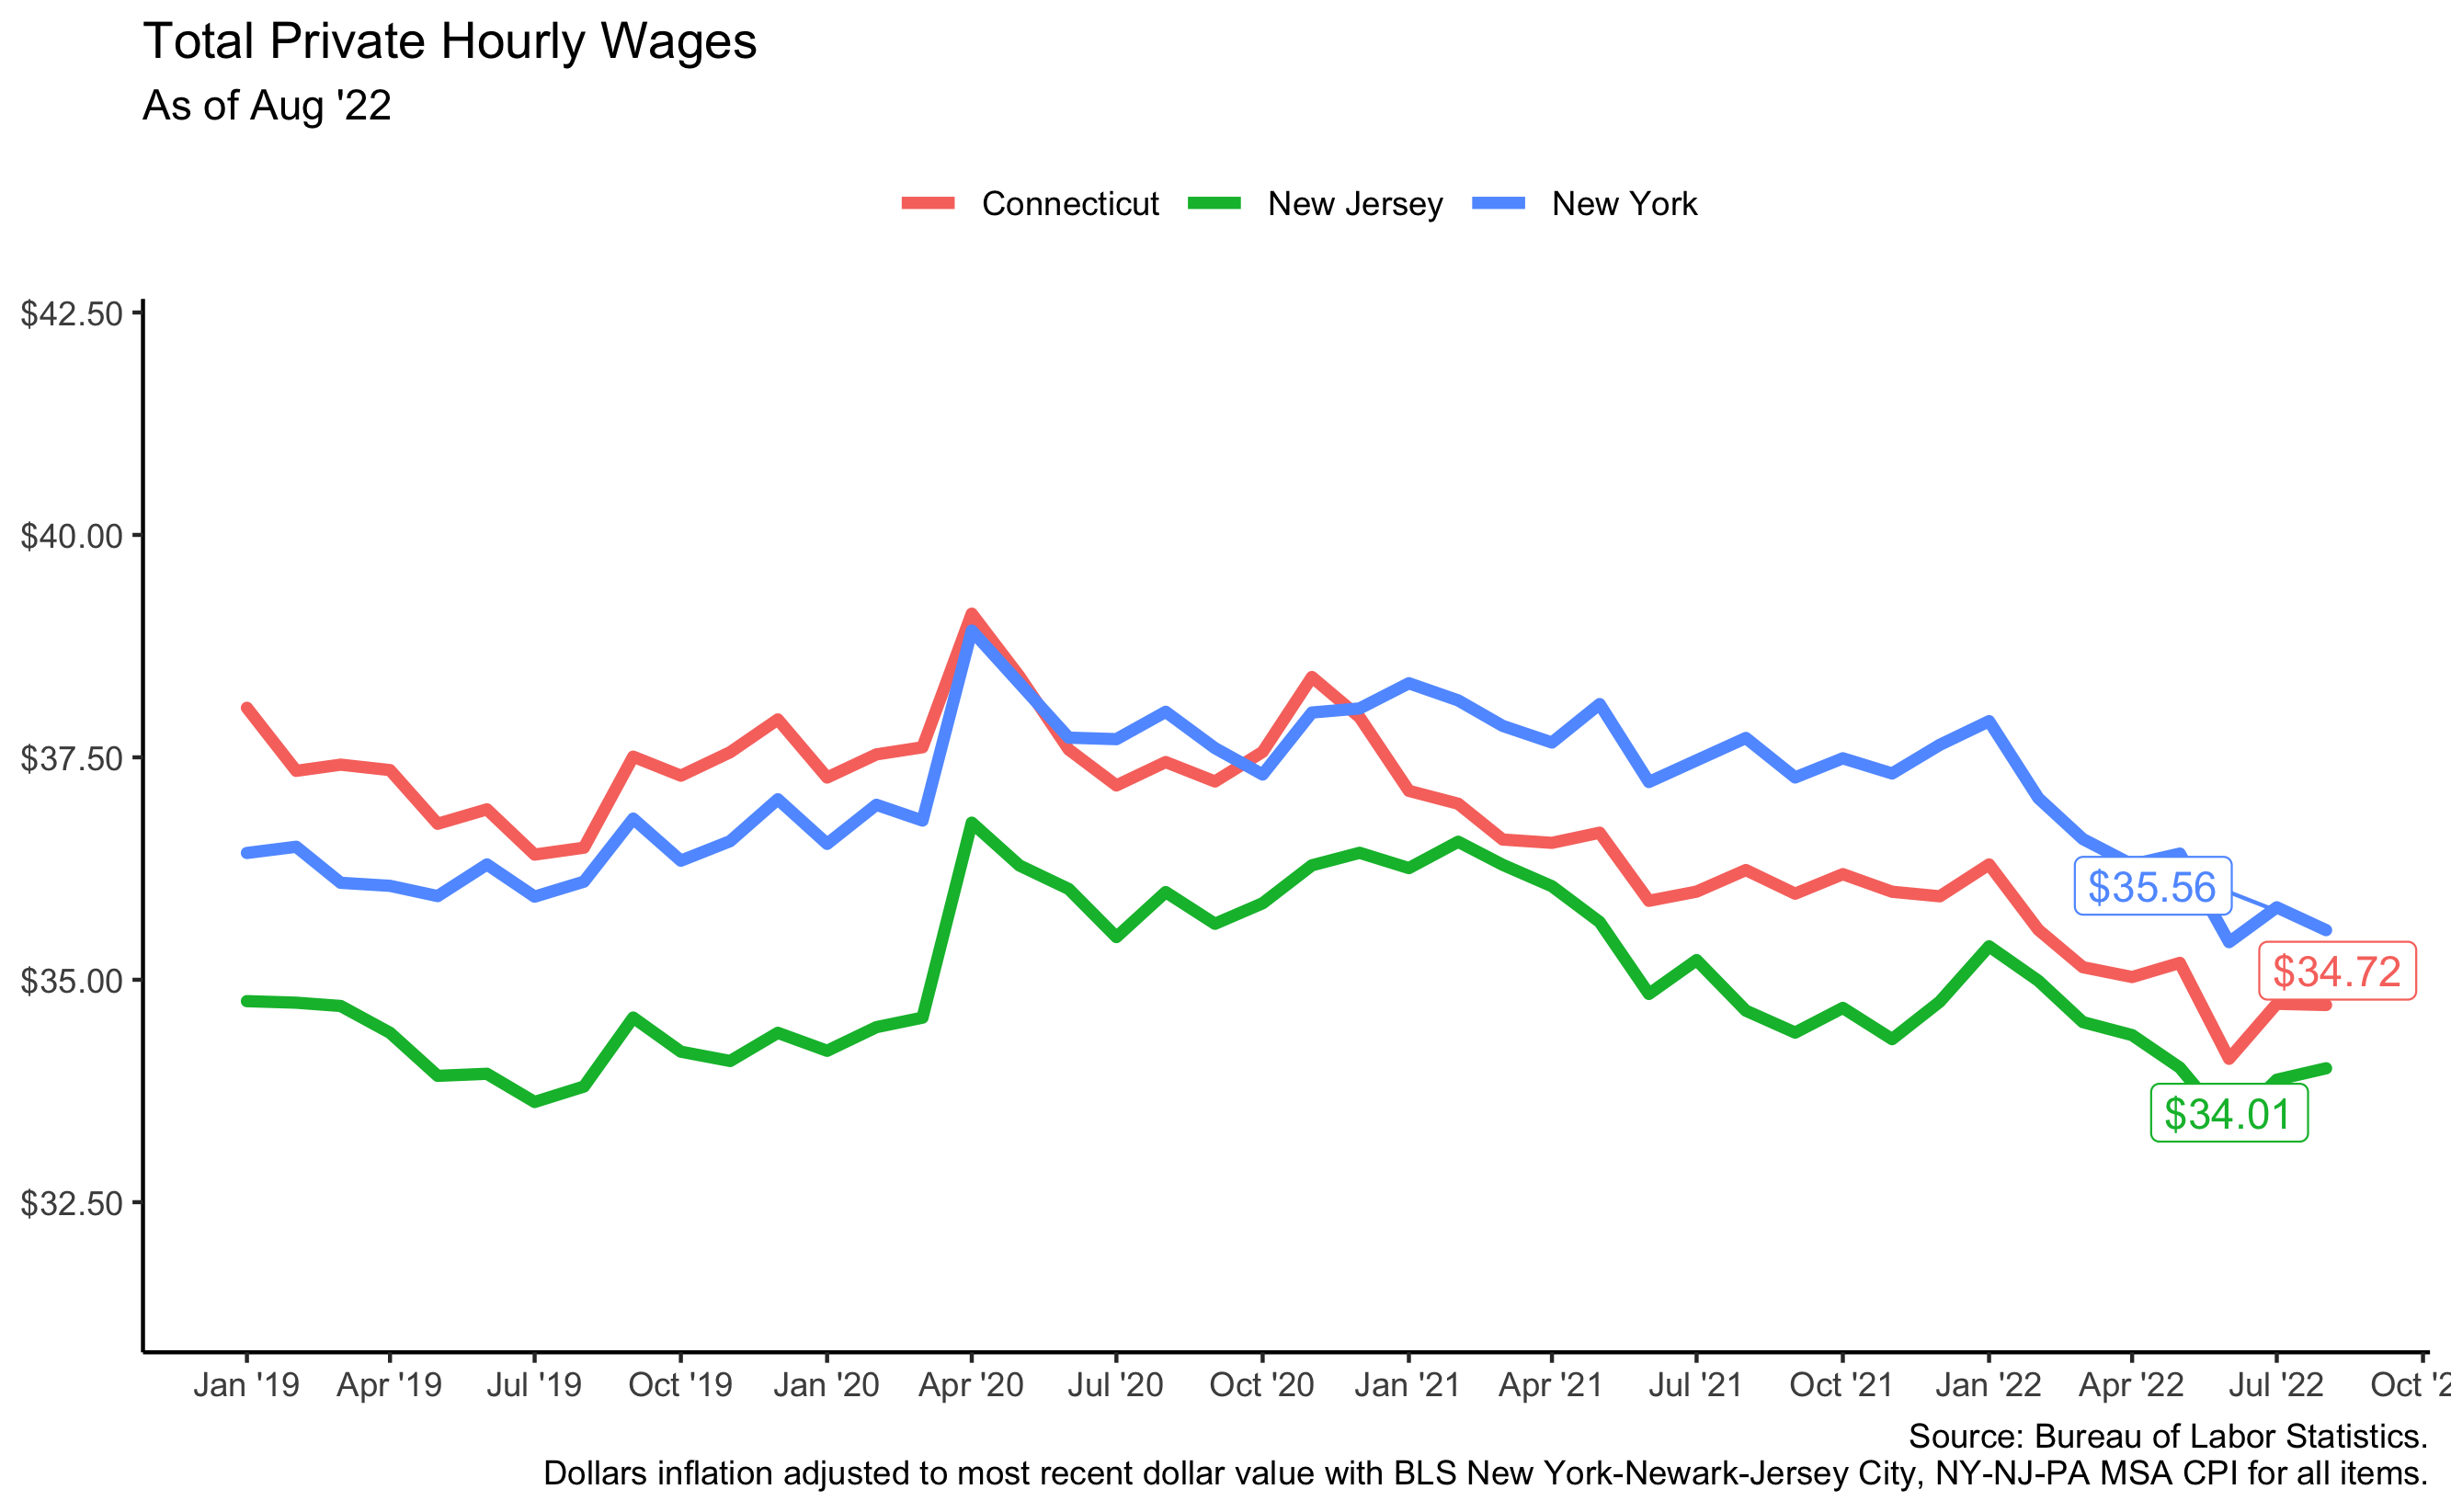 Total Private Hourly Wages
As of Aug '22
Connecticut New Jersey New York
$42.50
$40.00
$37.50
$35.00
$32.50
$35.56
$34.72
$34.01
Jan '19 Apr '19 Jul '19 Oct '19 Jan '20 Apr '20 Jul '20 Oct '20 Jan '21 Apr '21 Jul '21 Oct '21 Jan '22 Apr '22 Jul '22 Oct '2
Source: Bureau of Labor Statistics.
Dollars inflation adjusted to most recent dollar value with BLS New York-Newark-Jersey City, NY-NJ-PA MSA CPI for all items.